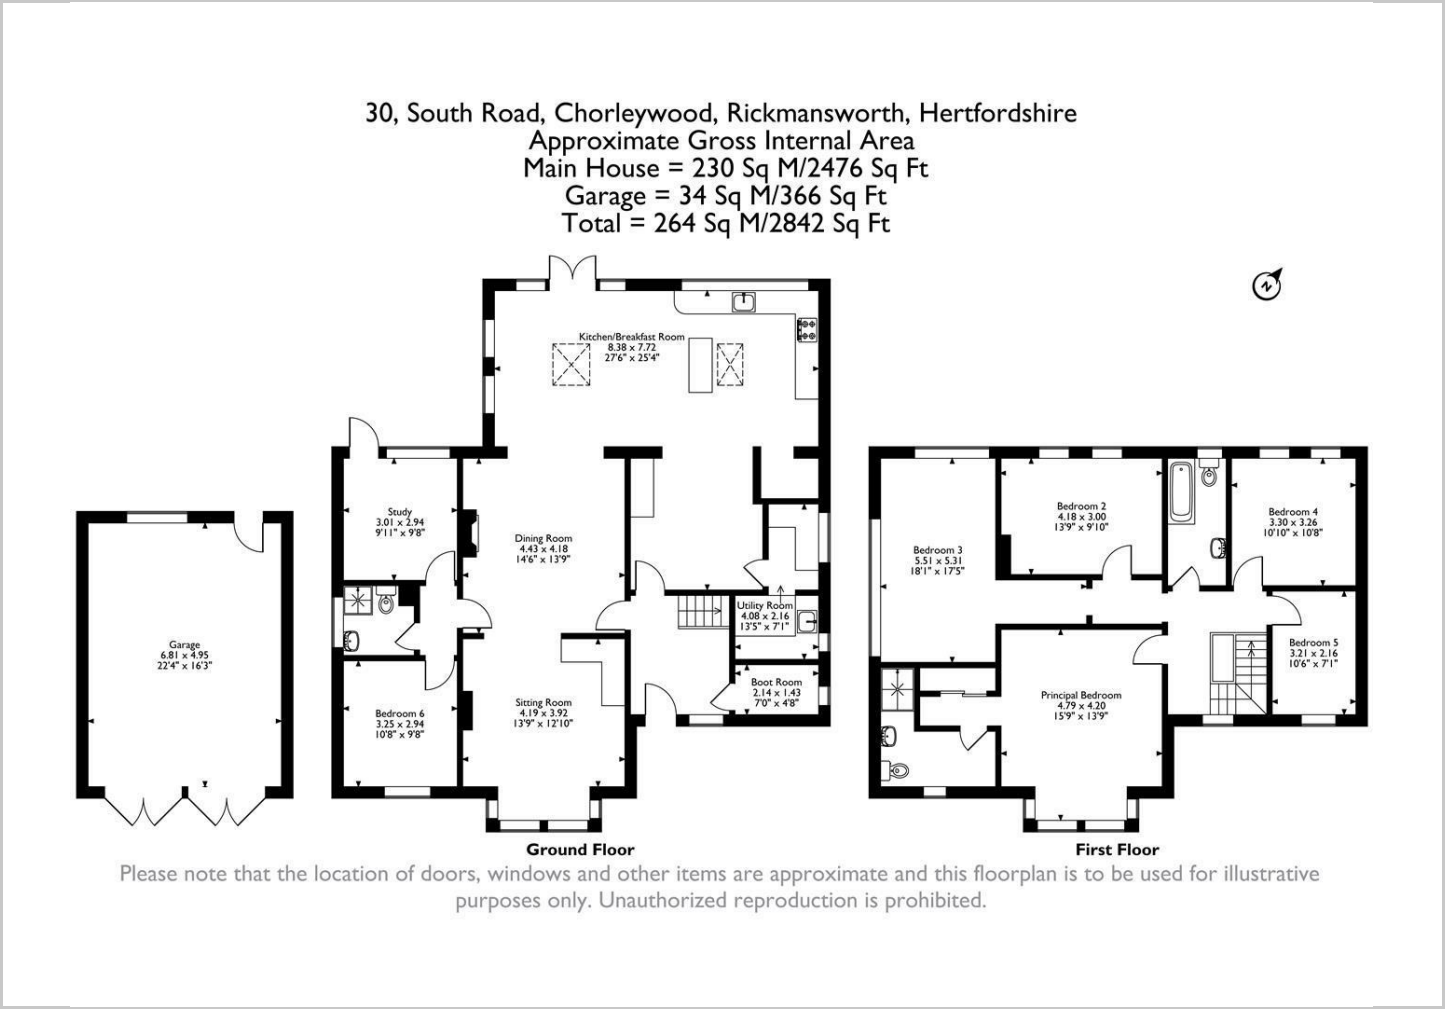 30, South Road, Chorleywood, Rickmansworth, Hertfordshire
Approximate Gross Internal Area
Main House = 230 Sq M/2476 Sq Ft
Garage = 34 Sq M/366 Sq Ft
Total = 264 Sq M/2842 Sq Ft
N
Kitchen/Breakfast Room
8.38 x 7.72
27'6" x 25'4"
Study
3.01 x 2.94
9'11" x 9'8"
Dining Room
4.43 x 4.18
14'6" x 13'9"
Utility Room
4.08 x 2.16
13'5" x 7'1"
Boot Room
2.14 x 1.43
7'0" x 4'8"
Sitting Room
4.19 x 3.92
13'9" x 12'10"
Bedroom 6
3.25 x 2.94
10'8" x 9'8"
Garage
6.81 x 4.95
22'4" x 16'3"
Bedroom 2
4.18 x 3.00
13'9" x 9'10"
Bedroom 4
3.30 x 3.26
10'10" x 10'8"
Bedroom 3
5.51 x 5.31
18'1" x 17'5"
Bedroom 5
3.21 x 2.16
10'6" x 7'1"
Principal Bedroom
4.79 x 4.20
15'9" x 13'9"
Ground Floor
First Floor
Please note that the location of doors, windows and other items are approximate and this floorplan is to be used for illustrative
purposes only. Unauthorized reproduction is prohibited.